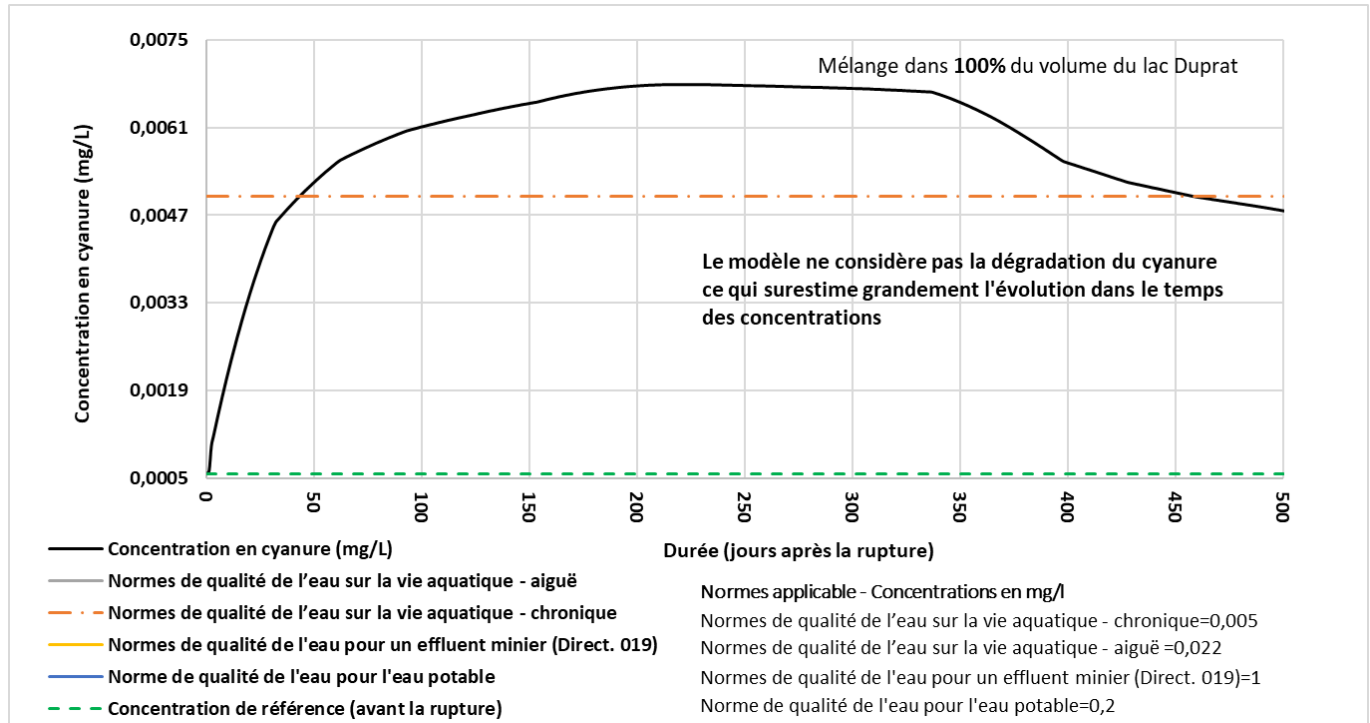 0,0075
Mélange dans 100% du volume du lac Duprat
0,0061
0,0047
Le modèle ne considère pas la dégradation du cyanure
ce qui surestime grandement l'évolution dans le temps
des concentrations
0,0033
0,0019
0,0005
Concentration en cyanure (mg/L)
0 50 100 150 200 250 300 350 400 450 500
Durée (jours après la rupture)
Concentration en cyanure (mg/L)
Normes de qualité de l’eau sur la vie aquatique - aiguë
Normes de qualité de l’eau sur la vie aquatique - chronique
Normes de qualité de l'eau pour un effluent minier (Direct. 019)
Norme de qualité de l'eau pour l'eau potable
Concentration de référence (avant la rupture)
Normes applicable - Concentrations en mg/l
Normes de qualité de l’eau sur la vie aquatique - chronique=0,005
Normes de qualité de l’eau sur la vie aquatique - aiguë =0,022
Normes de qualité de l'eau pour un effluent minier (Direct. 019)=1
Norme de qualité de l'eau pour l'eau potable=0,2